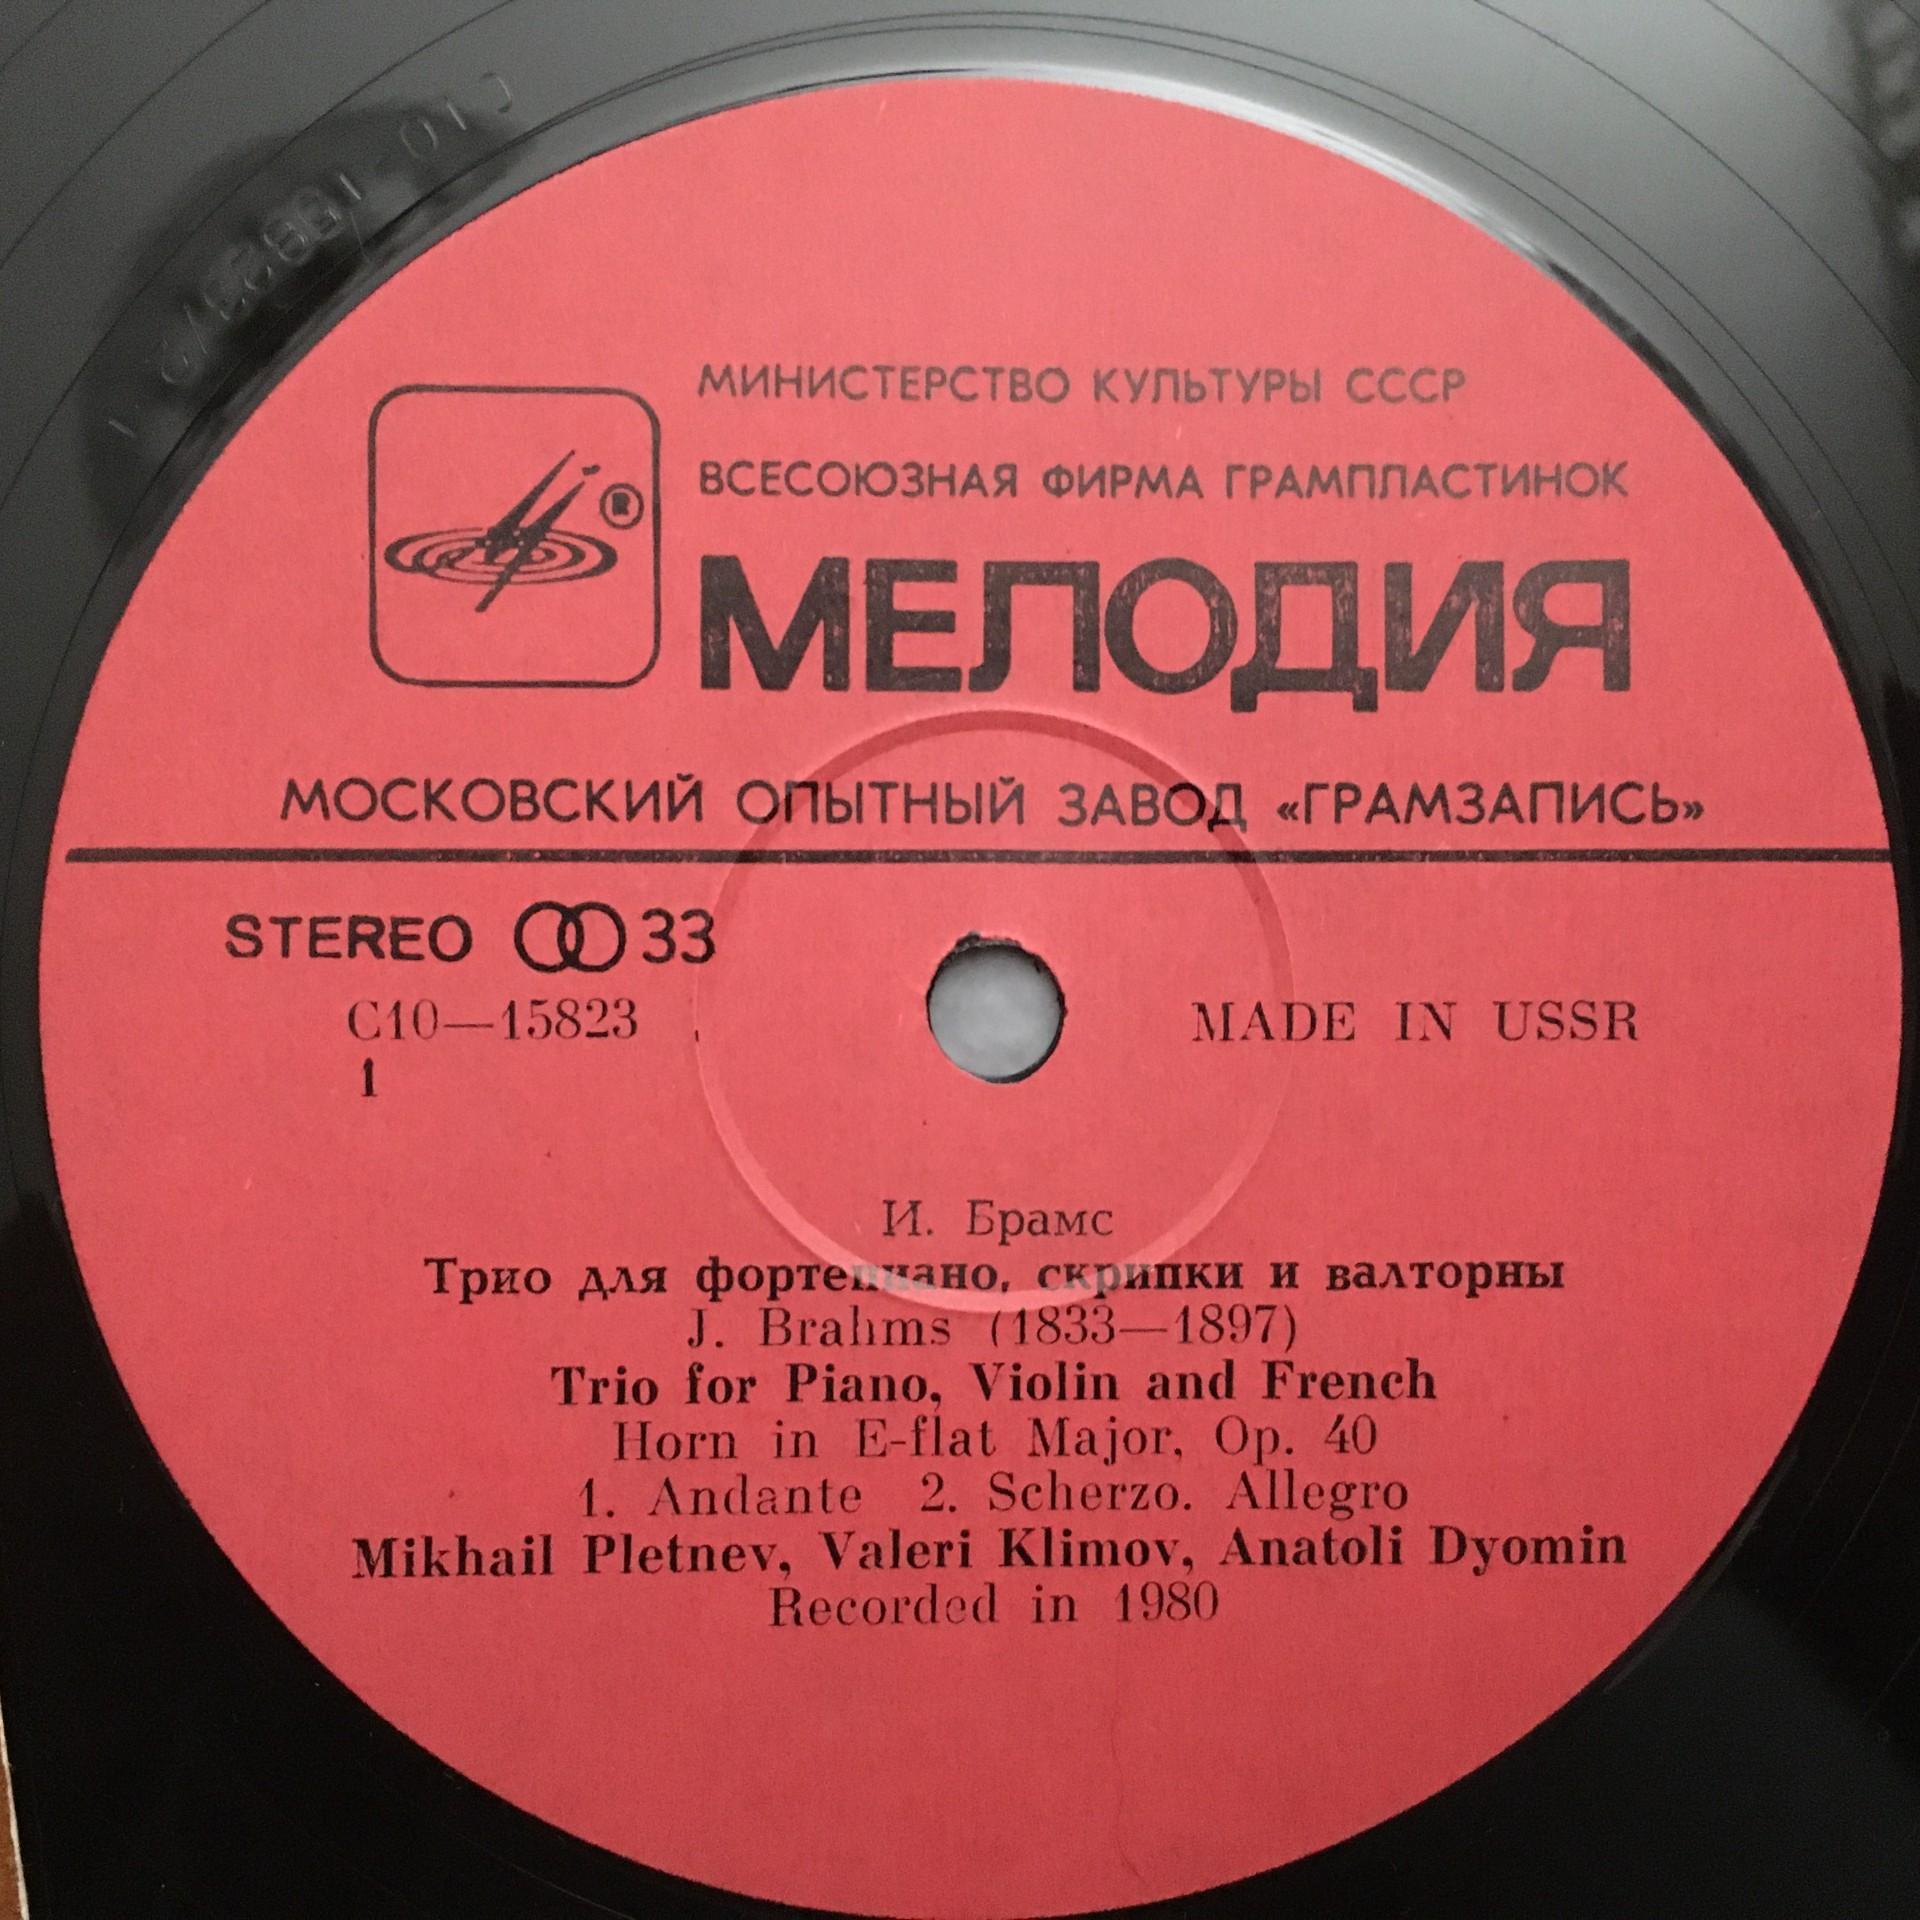 МИНИСТЕРСТВО КУЛЬТУРЫ СССР
ВСЕСОЮЗНАЯ ФИРМА ГРАМПЛАСТИНОК
®
МЕЛОДИЯ
МОСКОВСКИЙ ОПЫТНЫЙ ЗАВОД «ГРАМЗАПИСЬ»
STEREO 33
С10—15823
MADE IN USSR
1
И. Брамс
Трио для фортепиано, скрипки и валторны
J. Brahms (1833—1897)
Trio for Piano, Violin and French
Horn in E-flat Major, Op. 40
1. Andante 2. Scherzo. Allegro
Mikhail Pletnev, Valeri Klimov, Anatoli Dyomin
Recorded in 1980